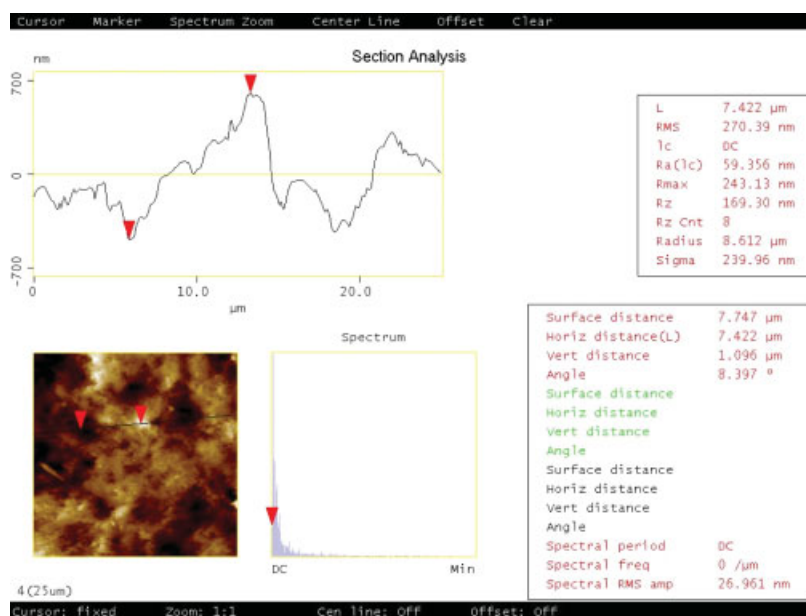 Cursor Marker Spectrum Zoom Center Line Offset Clear
Section Analysis
nm
700
0
-700
0 10.0 20.0
µm
L 7.422 µm
RMS 270.39 nm
lc DC
Ra(lc) 59.356 nm
Rmax 243.13 nm
Rz 169.30 nm
Rz Cnt 8
Radius 8.612 µm
Sigma 239.96 nm
Spectrum
DC Min
Surface distance 7.747 µm
Horiz distance(L) 7.422 µm
Vert distance 1.096 µm
Angle 8.397 º
Surface distance
Horiz distance
Vert distance
Angle
Surface distance
Horiz distance
Vert distance
Angle
Spectral period DC
Spectral freq 0 /µm
Spectral RMS amp 26.961 nm
4(25um)
Cursor: fixed Zoom: 1:1 Cen line: Off Offset: Off